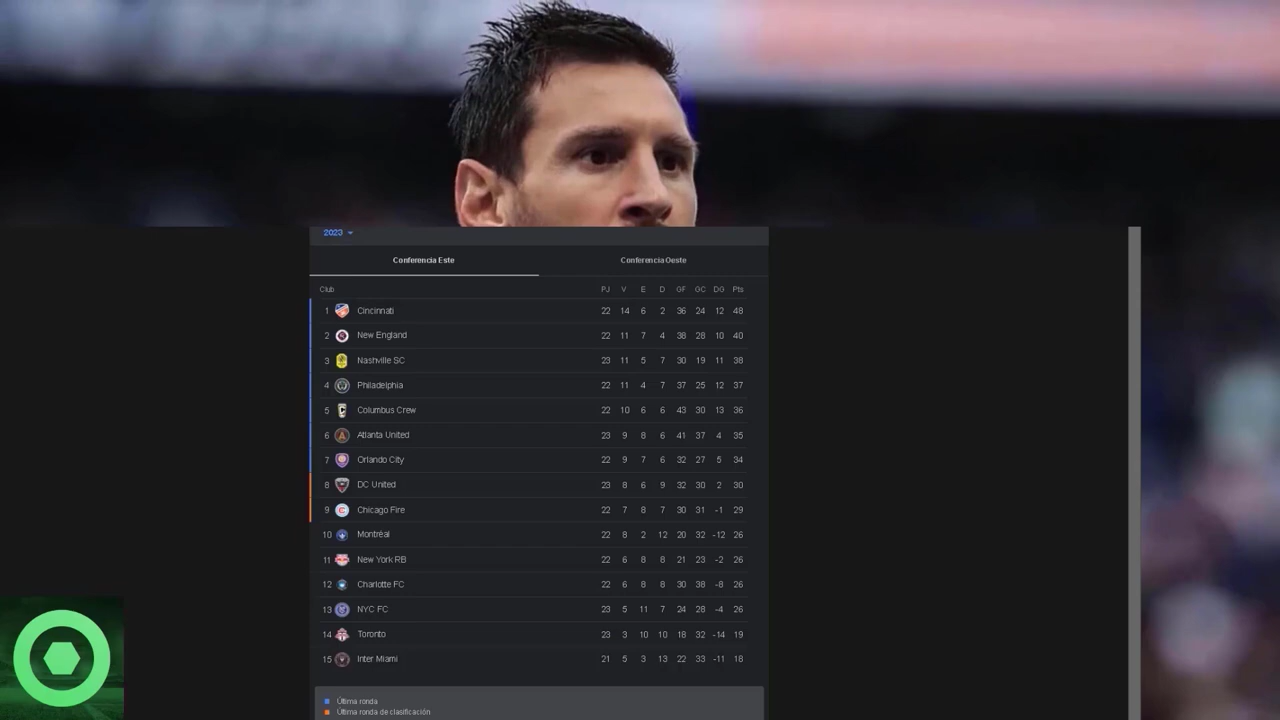 2023
Conferencia Este Conferencia Oeste
Club PJ V E D GF GC DG Pts
1 Cincinnati 22 14 6 2 36 24 12 48
2 New England 22 11 7 4 38 28 10 40
3 Nashville SC 23 11 5 7 30 19 11 38
4 Philadelphia 22 11 4 7 37 25 12 37
5 Columbus Crew 22 10 6 6 43 30 13 36
6 Atlanta United 23 9 8 6 41 37 4 35
7 Orlando City 22 9 7 6 32 27 5 34
8 DC United 23 8 6 9 32 30 2 30
9 Chicago Fire 22 7 8 7 30 31 -1 29
10 Montréal 22 8 2 12 20 32 -12 26
11 New York RB 22 6 8 8 21 23 -2 26
12 Charlotte FC 22 6 8 8 30 38 -8 26
13 NYC FC 23 5 11 7 24 28 -4 26
14 Toronto 23 3 10 10 18 32 -14 19
15 Inter Miami 21 5 3 13 22 33 -11 18
Última ronda
Última ronda de clasificación